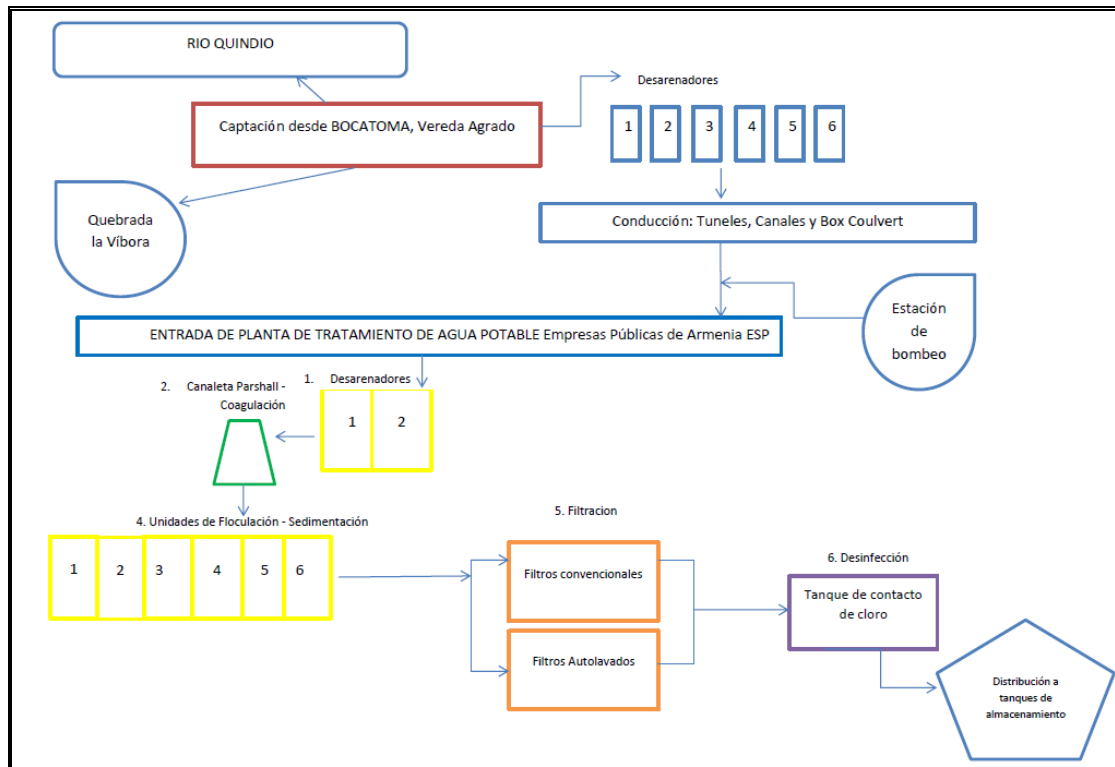 RIO QUINDIO
Captación desde BOCATOMA, Vereda Agrado
Desarenadores
1 2 3 4 5 6
Quebrada
la Víbora
Conducción: Tuneles, Canales y Box Coulvert
Estación
de
bombeo
ENTRADA DE PLANTA DE TRATAMIENTO DE AGUA POTABLE Empresas Públicas de Armenia ESP
2. Canaleta Parshall -
Coagulación
1. Desarenadores
1 2
4. Unidades de Floculación - Sedimentación
1 2 3 4 5 6
5. Filtracion
Filtros convencionales
Filtros Autolavados
6. Desinfección
Tanque de contacto
de cloro
Distribución a
tanques de
almacenamiento